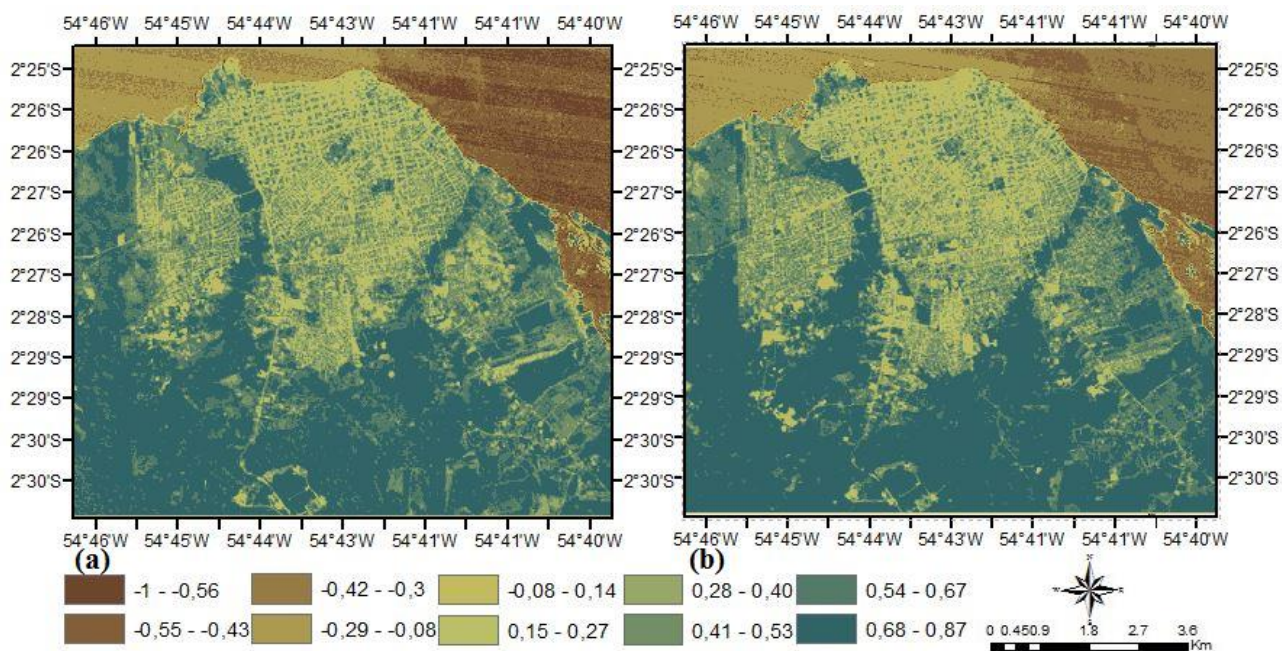 54°46'W 54°45'W 54°44'W 54°43'W 54°42'W 54°41'W 54°40'W 54°46'W 54°45'W 54°44'W 54°43'W 54°42'W 54°41'W 54°40'W
2°25'S 2°25'S
2°26'S 2°26'S
2°26'S 2°26'S
2°27'S 2°27'S
2°26'S 2°26'S
2°27'S 2°27'S
2°28'S 2°28'S
2°29'S 2°29'S
2°29'S 2°29'S
2°30'S 2°30'S
2°30'S 2°30'S
54°46'W 54°45'W 54°44'W 54°43'W 54°41'W 54°41'W 54°40'W 54°46'W 54°45'W 54°44'W 54°43'W 54°41'W 54°41'W 54°40'W
(a) (b)
-1 - -0,56 -0,42 - -0,3 -0,08 - 0,14 0,28 - 0,40 0,54 - 0,67
-0,55 - -0,43 -0,29 - -0,08 0,15 - 0,27 0,41 - 0,53 0,68 - 0,87
N
W E
S
0 0.45 0.9 1.8 2.7 3.6
Km